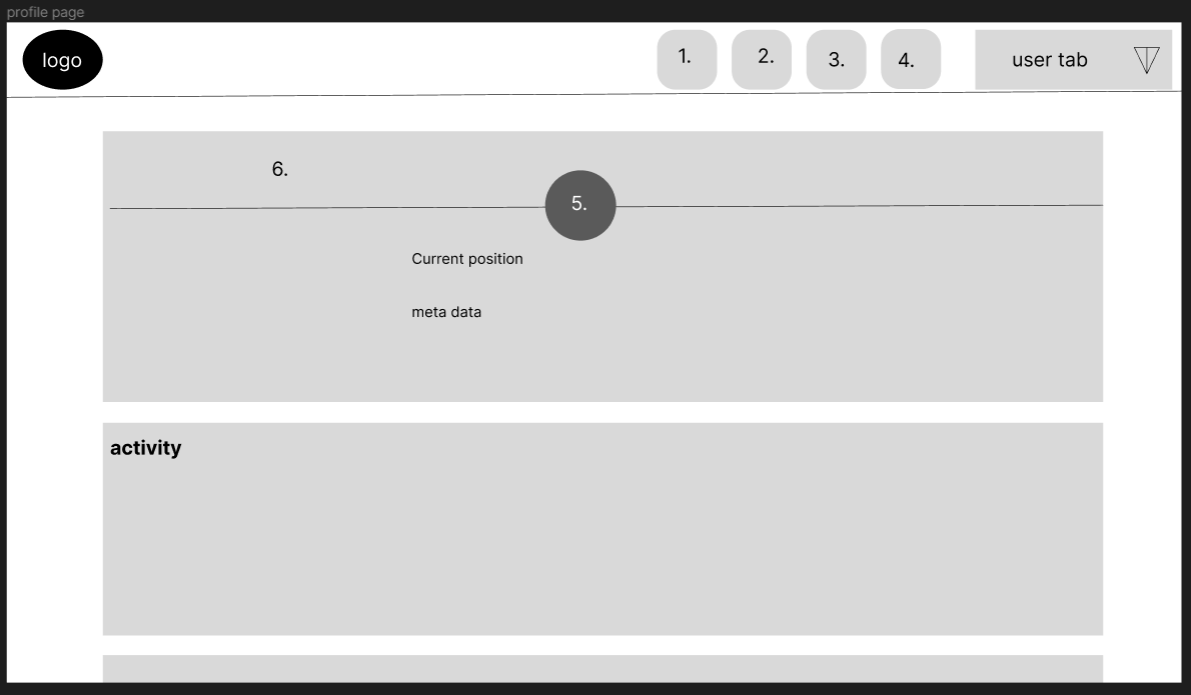 profile page
logo
1.
2.
3.
4.
user tab
6.
5.
Current position
meta data
activity